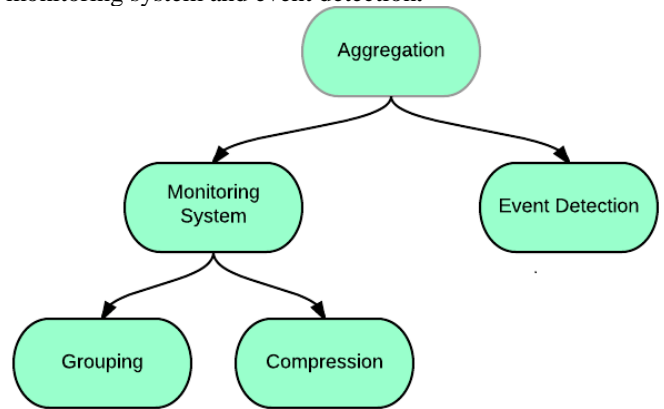 monitoring system and event detection.
Aggregation
Monitoring
System
Event Detection
Grouping
Compression